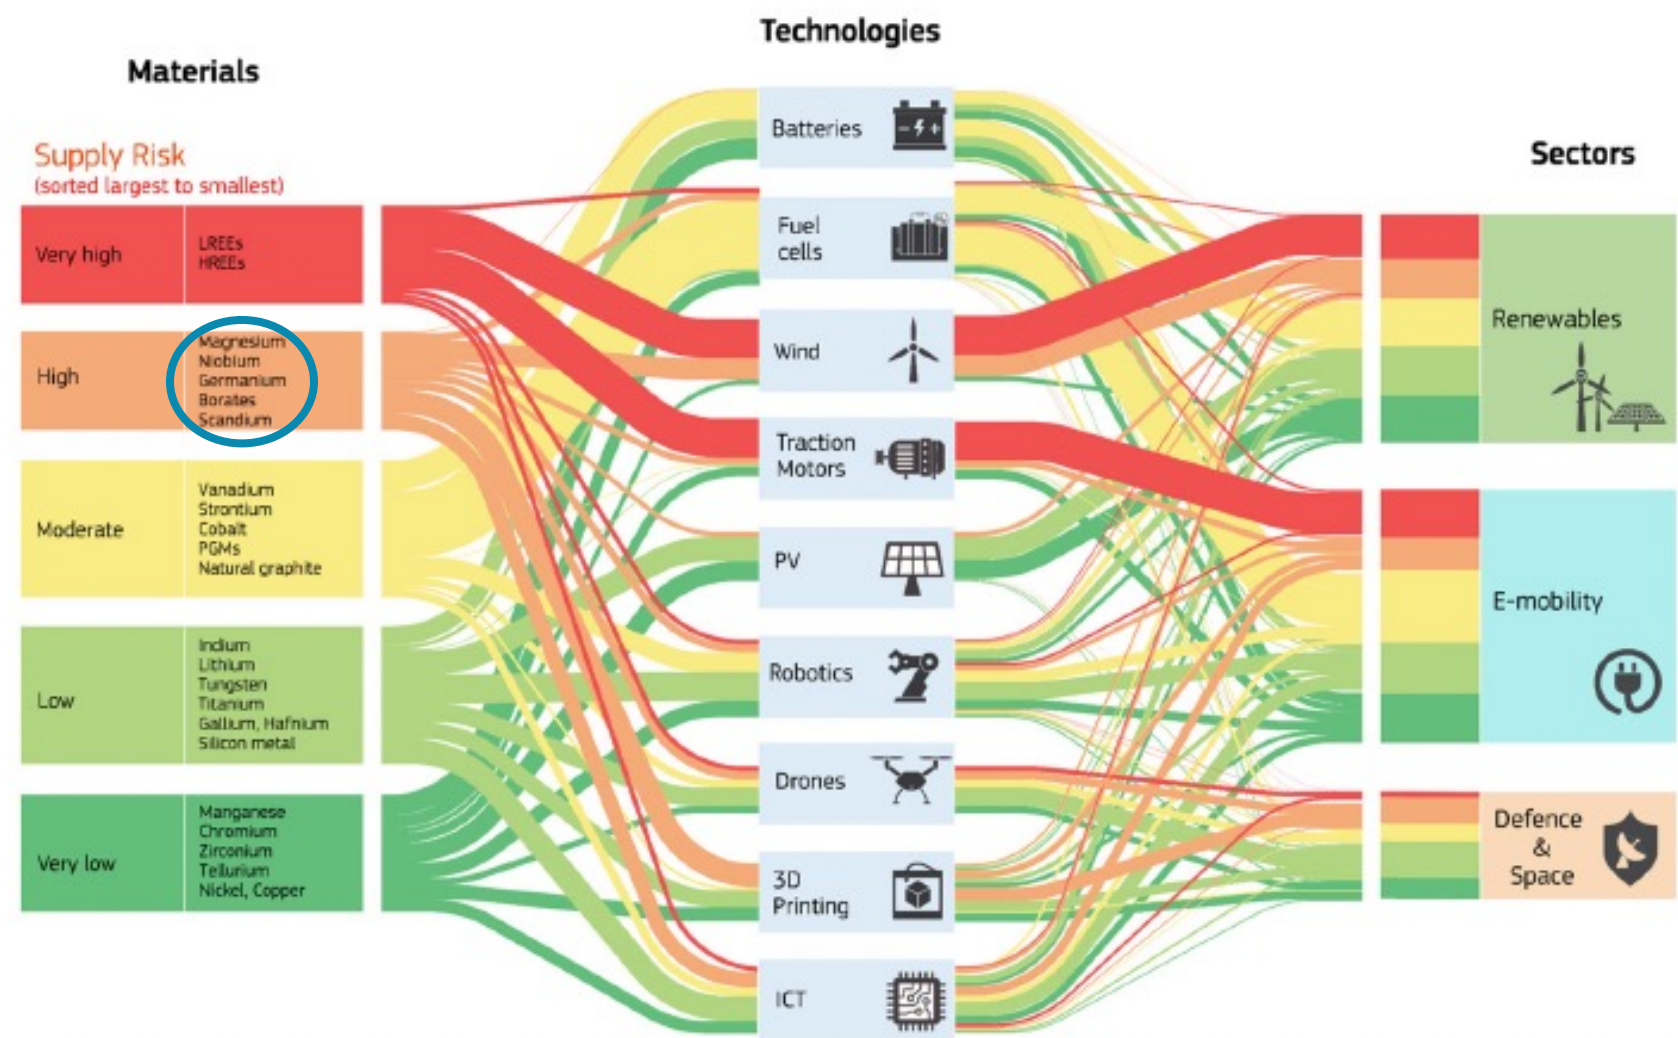 Technologies
Materials
Sectors
Supply Risk
(sorted largest to smallest)
Very high
LREEs
HREEs
High
Magnesium
Niobium
Germanium
Borates
Scandium
Moderate
Vanadium
Strontium
Cobalt
PGMs
Natural graphite
Low
Indium
Lithium
Tungsten
Titanium
Gallium, Hafnium
Silicon metal
Very low
Manganese
Chromium
Zirconium
Tellurium
Nickel, Copper
Batteries
Fuel
cells
Wind
Traction
Motors
PV
Robotics
Drones
3D
Printing
ICT
Renewables
E-mobility
Defence
&
Space